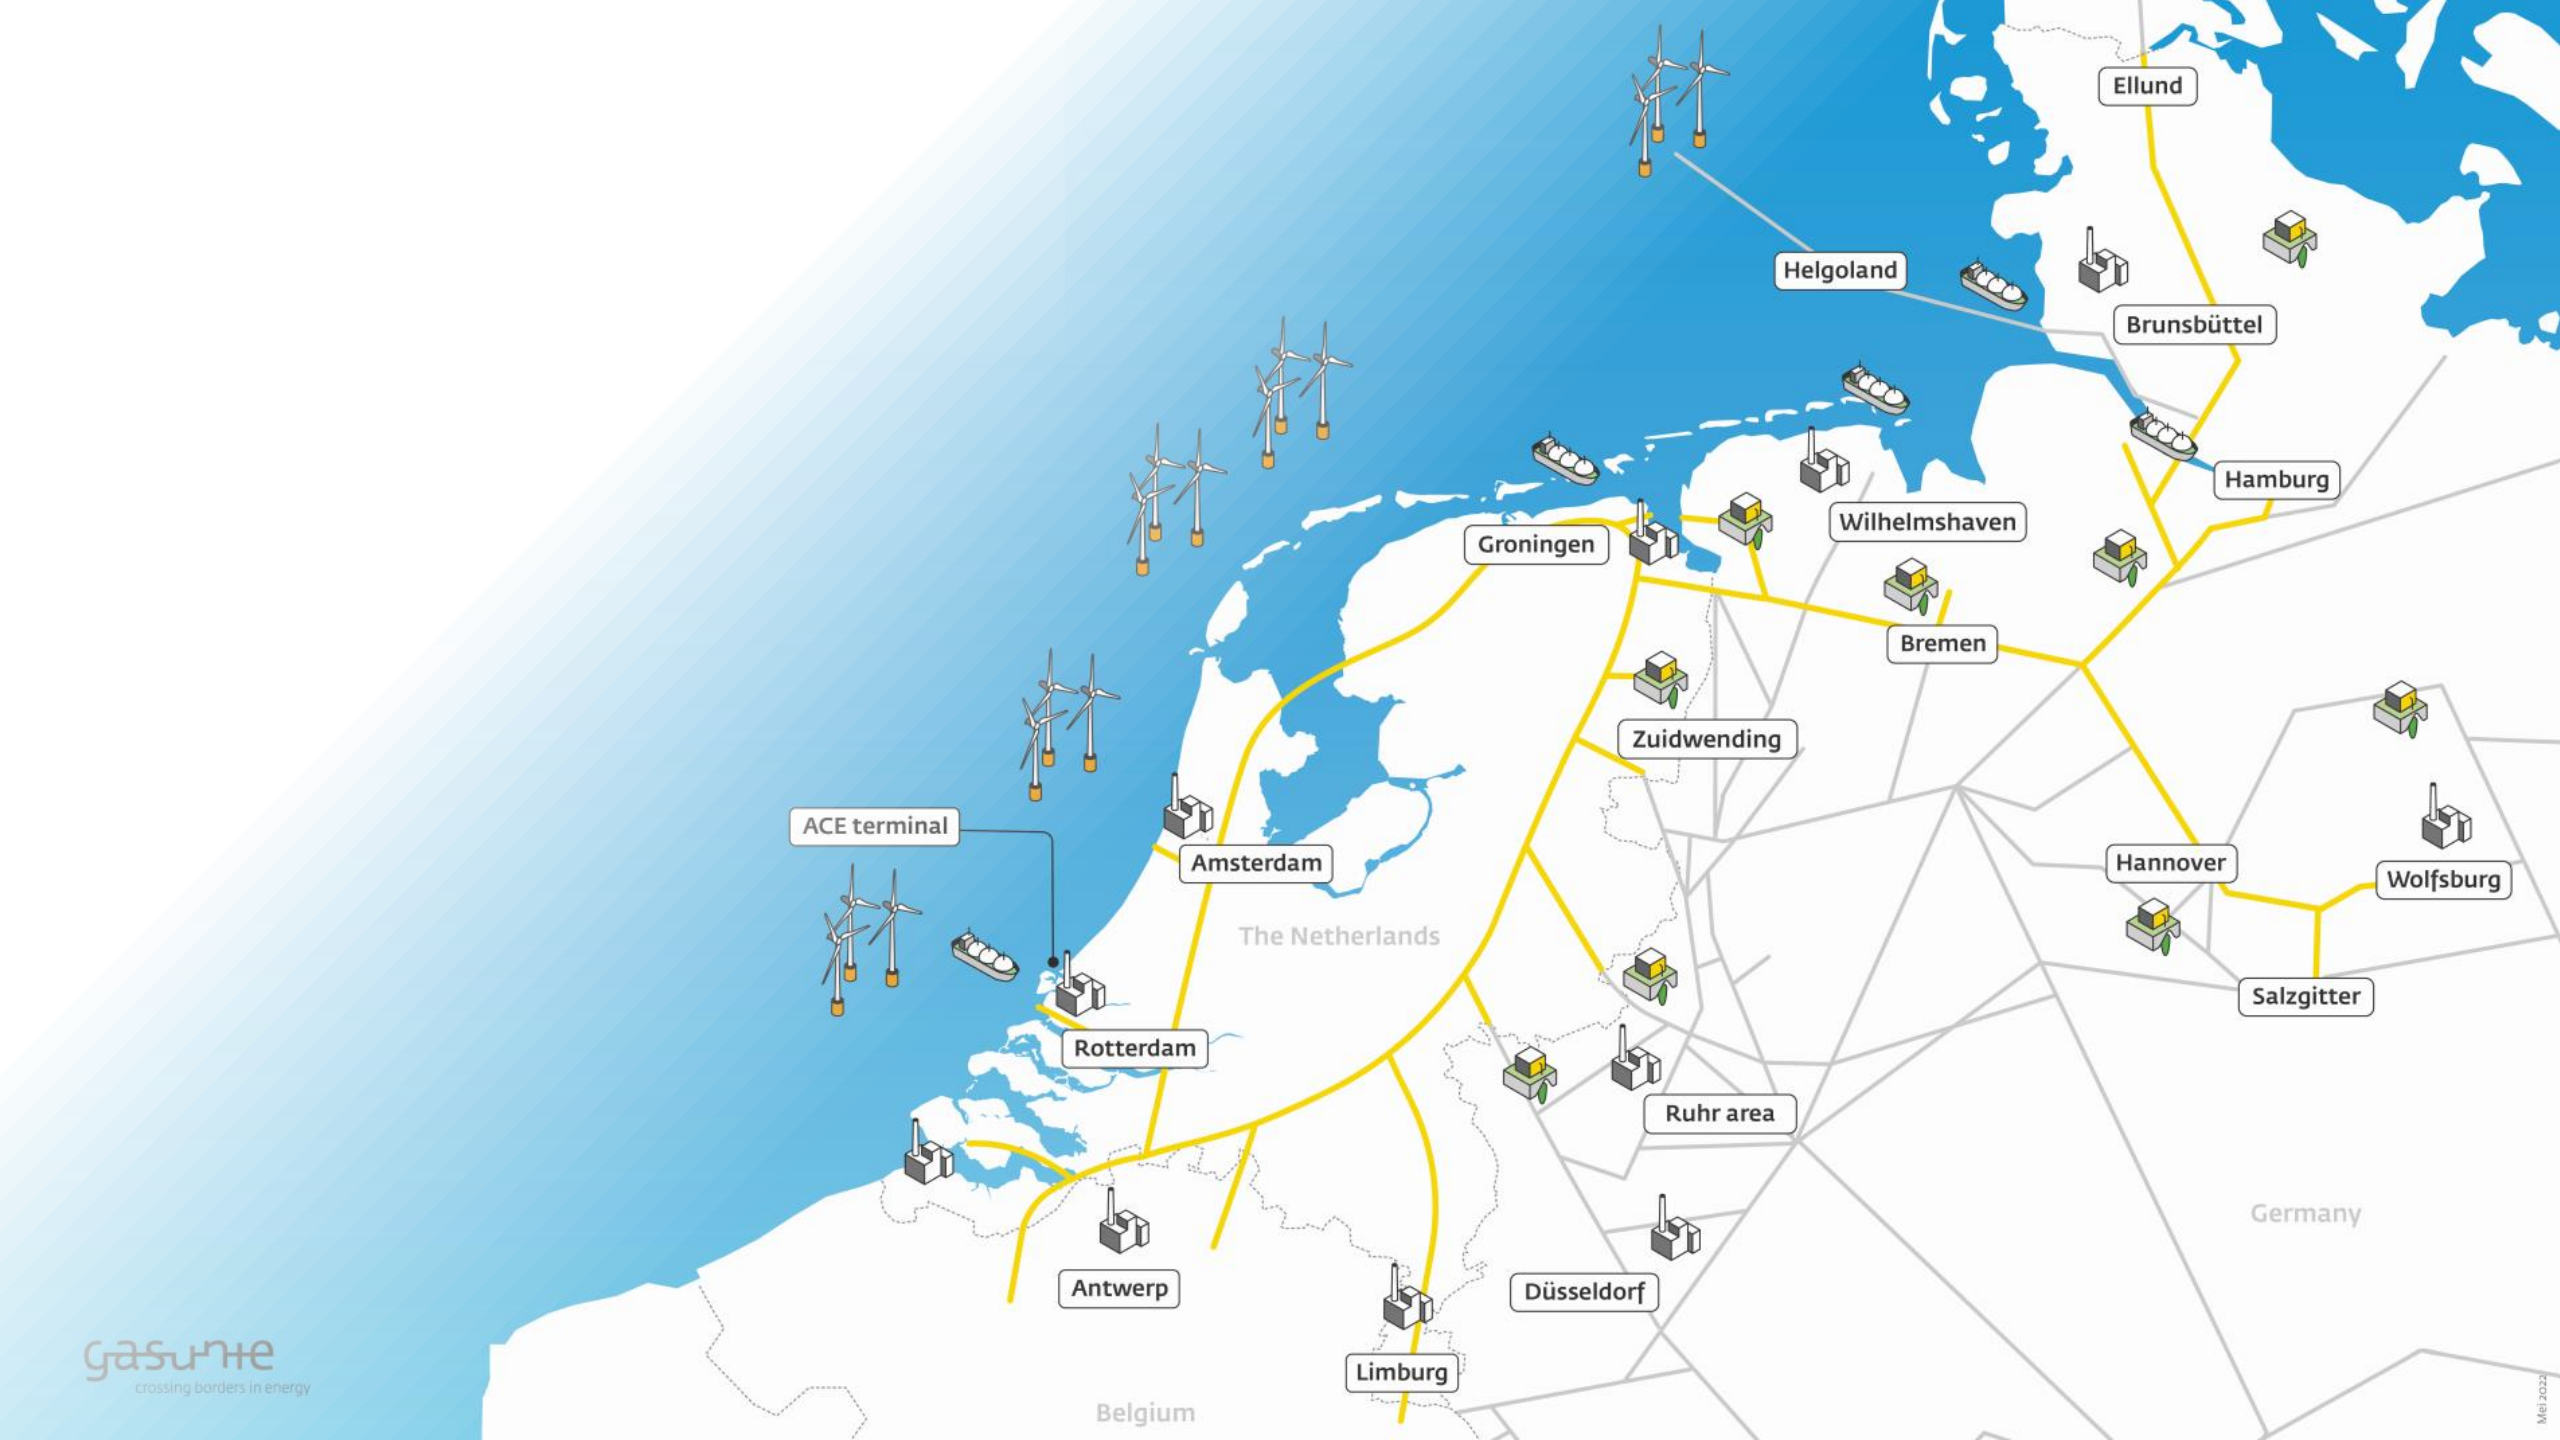 Ellund
Helgoland
Brunsbüttel
Hamburg
Wilhelmshaven
Groningen
Bremen
Zuidwending
ACE terminal
Amsterdam
Hannover
Wolfsburg
The Netherlands
Salzgitter
Rotterdam
Ruhr area
Germany
Antwerp
Düsseldorf
Limburg
Belgium
gasunie
crossing borders in energy
Mei 2022